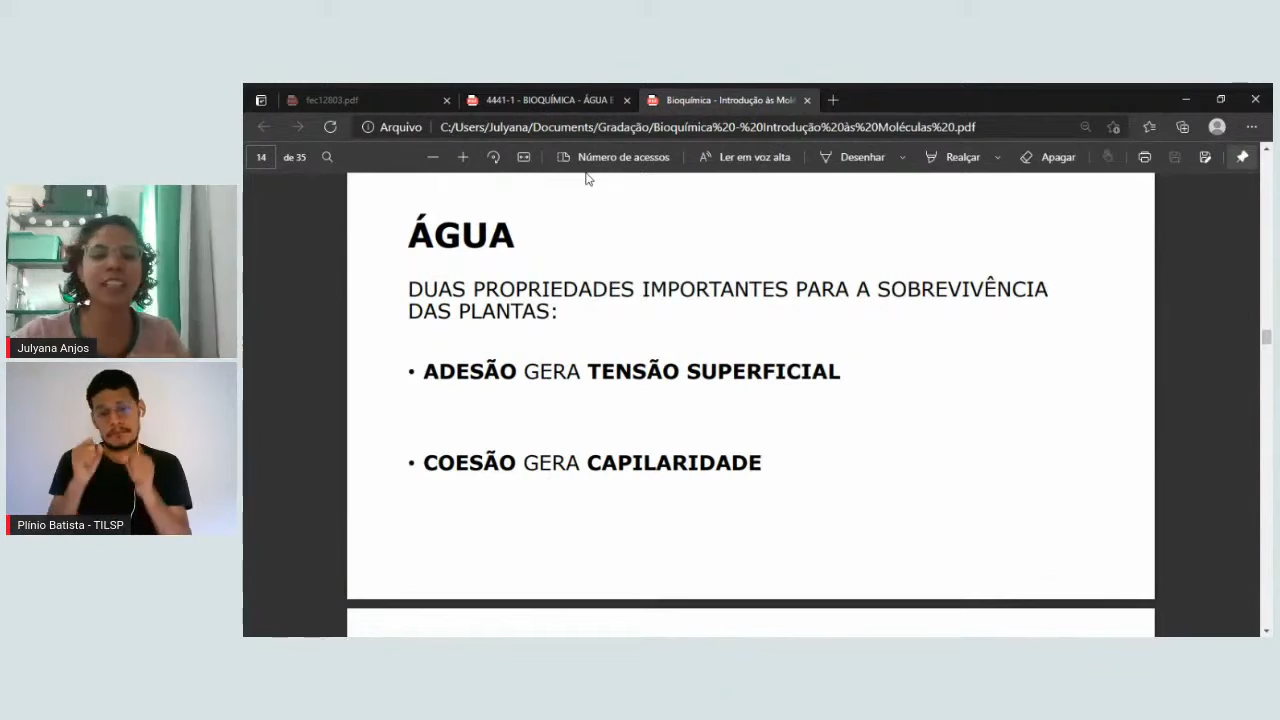 fec12803.pdf
4441-1 - BIOQUÍMICA - ÁGUA E
Bioquímica - Introdução às Molé
Arquivo
C:/Users/Julyana/Documents/Gradação/Bioquímica%20-%20Introdução%20às%20Moléculas%20.pdf
14 de 35
Número de acessos
Ler em voz alta
Desenhar
Realçar
Apagar
ÁGUA
DUAS PROPRIEDADES IMPORTANTES PARA A SOBREVIVÊNCIA
DAS PLANTAS:
• ADESÃO GERA TENSÃO SUPERFICIAL
• COESÃO GERA CAPILARIDADE
Julyana Anjos
Plínio Batista - TILSP